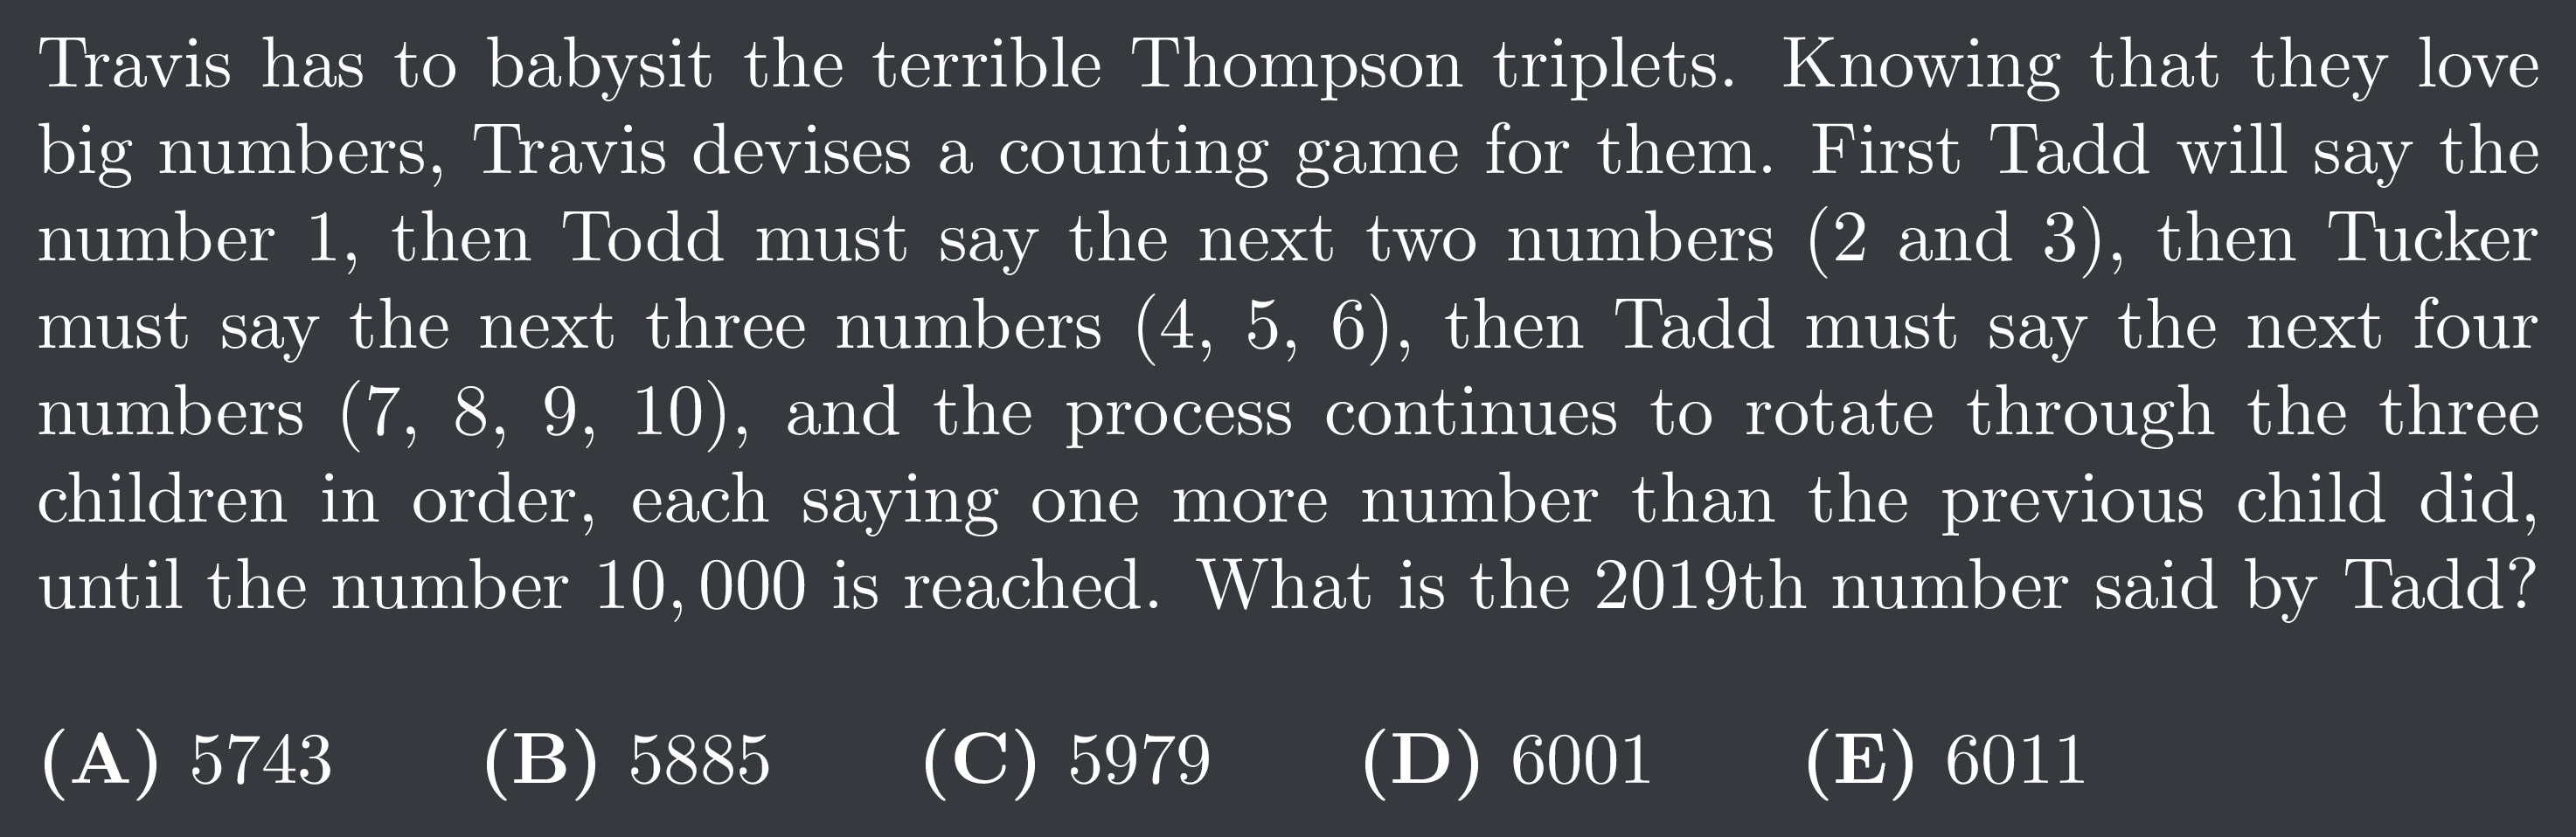 Travis has to babysit the terrible Thompson triplets. Knowing that they love
big numbers, Travis devises a counting game for them. First Tadd will say the
number 1, then Todd must say the next two numbers (2 and 3), then Tucker
must say the next three numbers (4, 5, 6), then Tadd must say the next four
numbers (7, 8, 9, 10), and the process continues to rotate through the three
children in order, each saying one more number than the previous child did,
until the number 10,000 is reached. What is the 2019th number said by Tadd?
(A) 5743 (B) 5885 (C) 5979 (D) 6001 (E) 6011